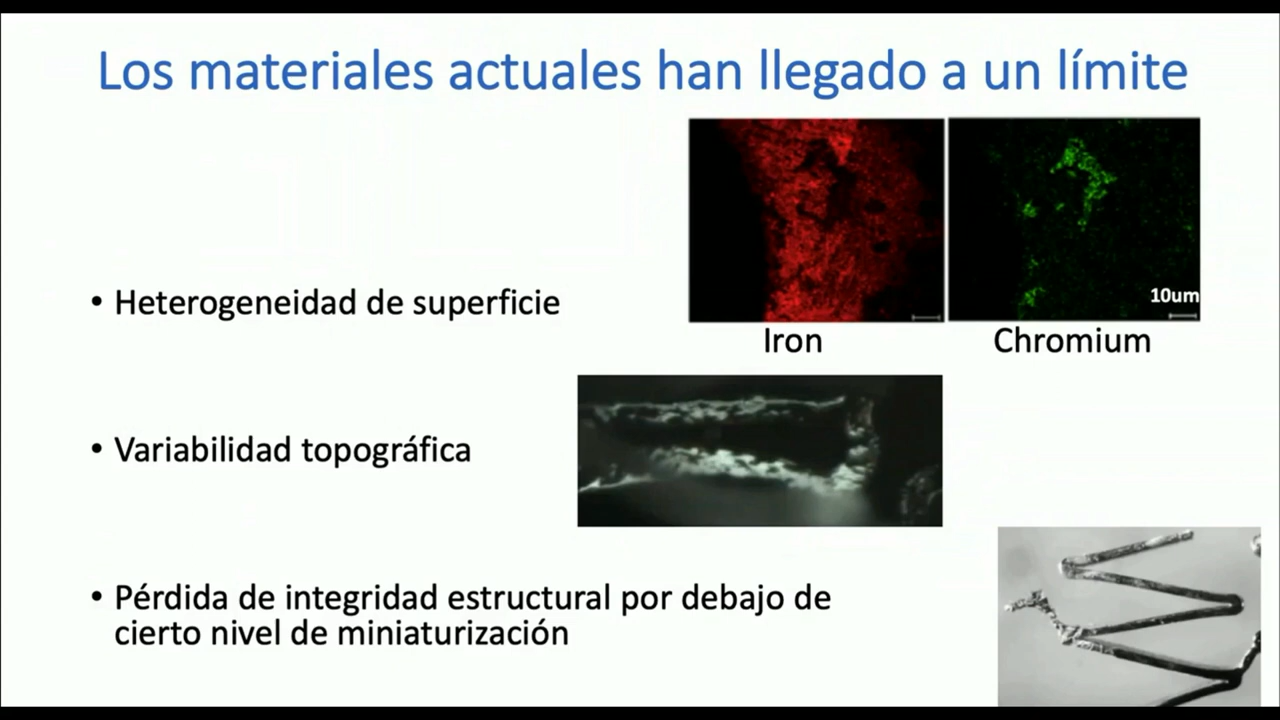 Los materiales actuales han llegado a un límite
10um
Iron
Chromium
• Heterogeneidad de superficie
• Variabilidad topográfica
• Pérdida de integridad estructural por debajo de
cierto nivel de miniaturización